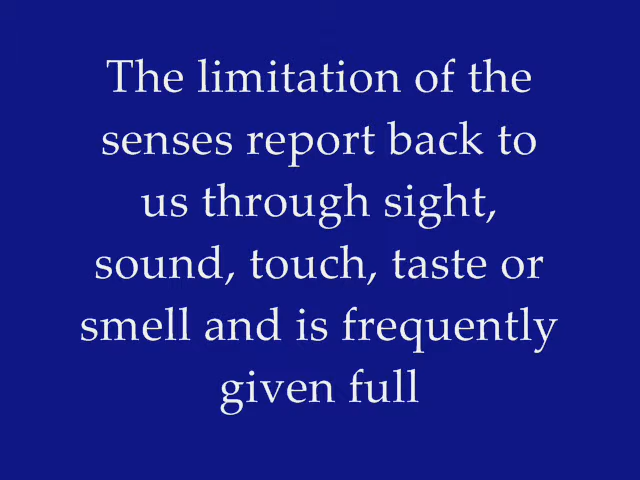 The limitation of the
senses report back to
us through sight,
sound, touch, taste or
smell and is frequently
given full